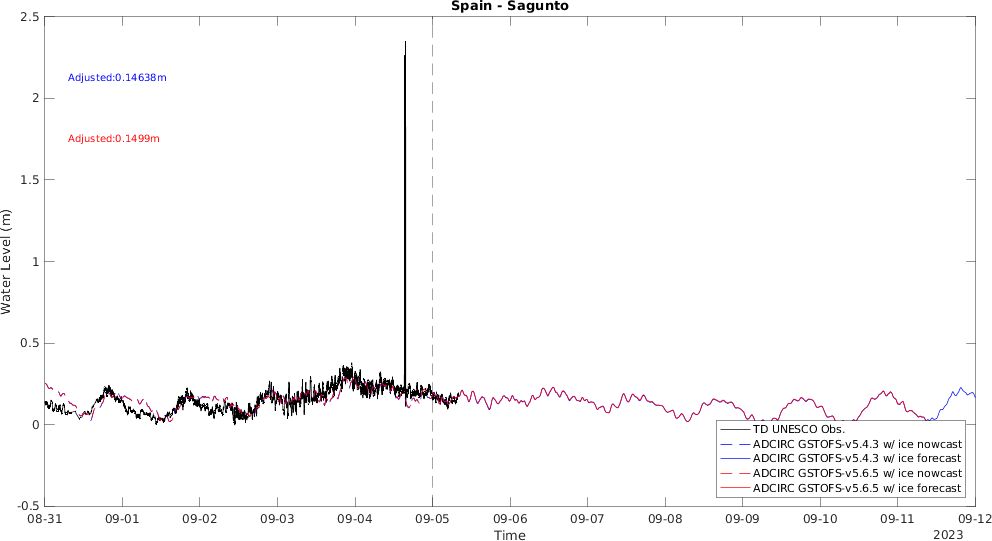 Spain - Sagunto
2.5
Adjusted:0.14638m
2
Adjusted:0.1499m
1.5
Water Level (m)
1
0.5
0
TD UNESCO Obs.
ADCIRC GSTOFS-v5.4.3 w/ ice nowcast
ADCIRC GSTOFS-v5.4.3 w/ ice forecast
ADCIRC GSTOFS-v5.6.5 w/ ice nowcast
ADCIRC GSTOFS-v5.6.5 w/ ice forecast
-0.5
08-31 09-01 09-02 09-03 09-04 09-05 09-06 09-07 09-08 09-09 09-10 09-11 09-12
Time
2023